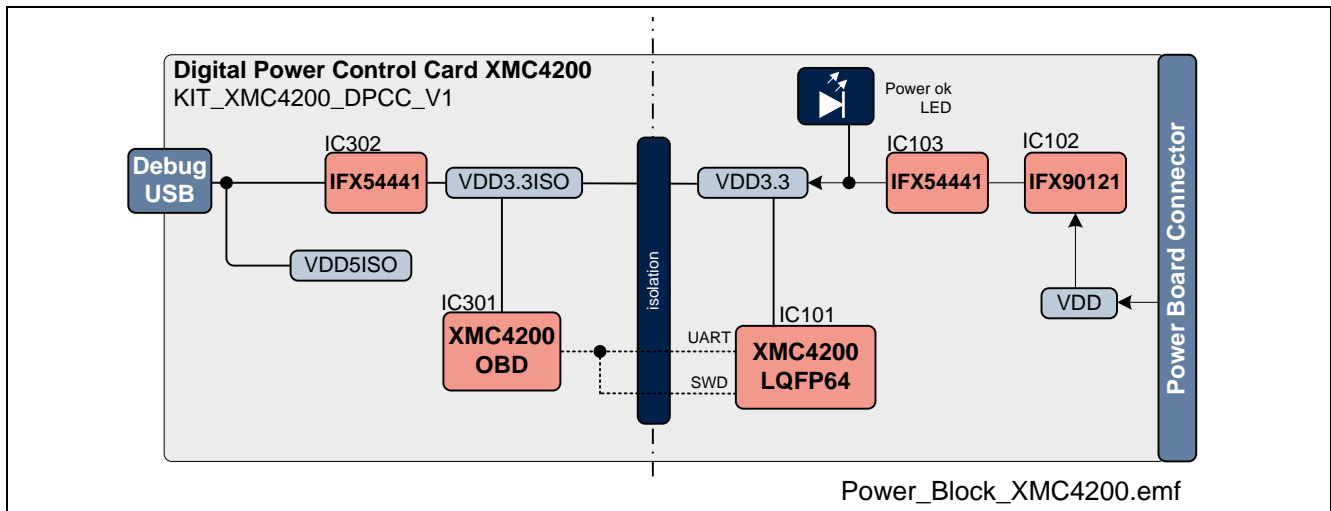 Digital Power Control Card XMC4200
KIT_XMC4200_DPCC_V1
Power ok
LED
IC302
IC103
IC102
Debug
USB
IFX54441
VDD3.3ISO
VDD3.3
IFX54441
IFX90121
VDD5ISO
isolation
VDD
Power Board Connector
IC301
IC101
XMC4200
OBD
UART
SWD
XMC4200
LQFP64
Power_Block_XMC4200.emf